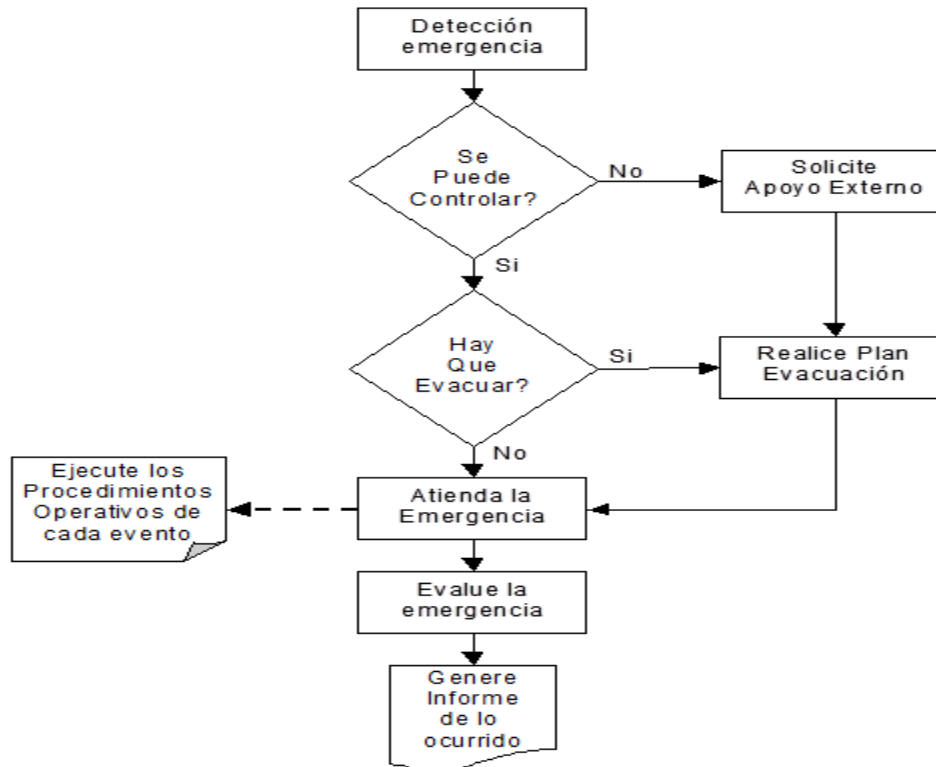 Detección
emergencia
Se
Puede
Controlar?
No
Solicite
Apoyo Externo
Si
Hay
Que
Evacuar?
Si
Realice Plan
Evacuación
No
Ejecute los
Procedimientos
Operativos de
cada evento
Atienda la
Emergencia
Evalue la
emergencia
Genere
Informe
de lo
ocurrido